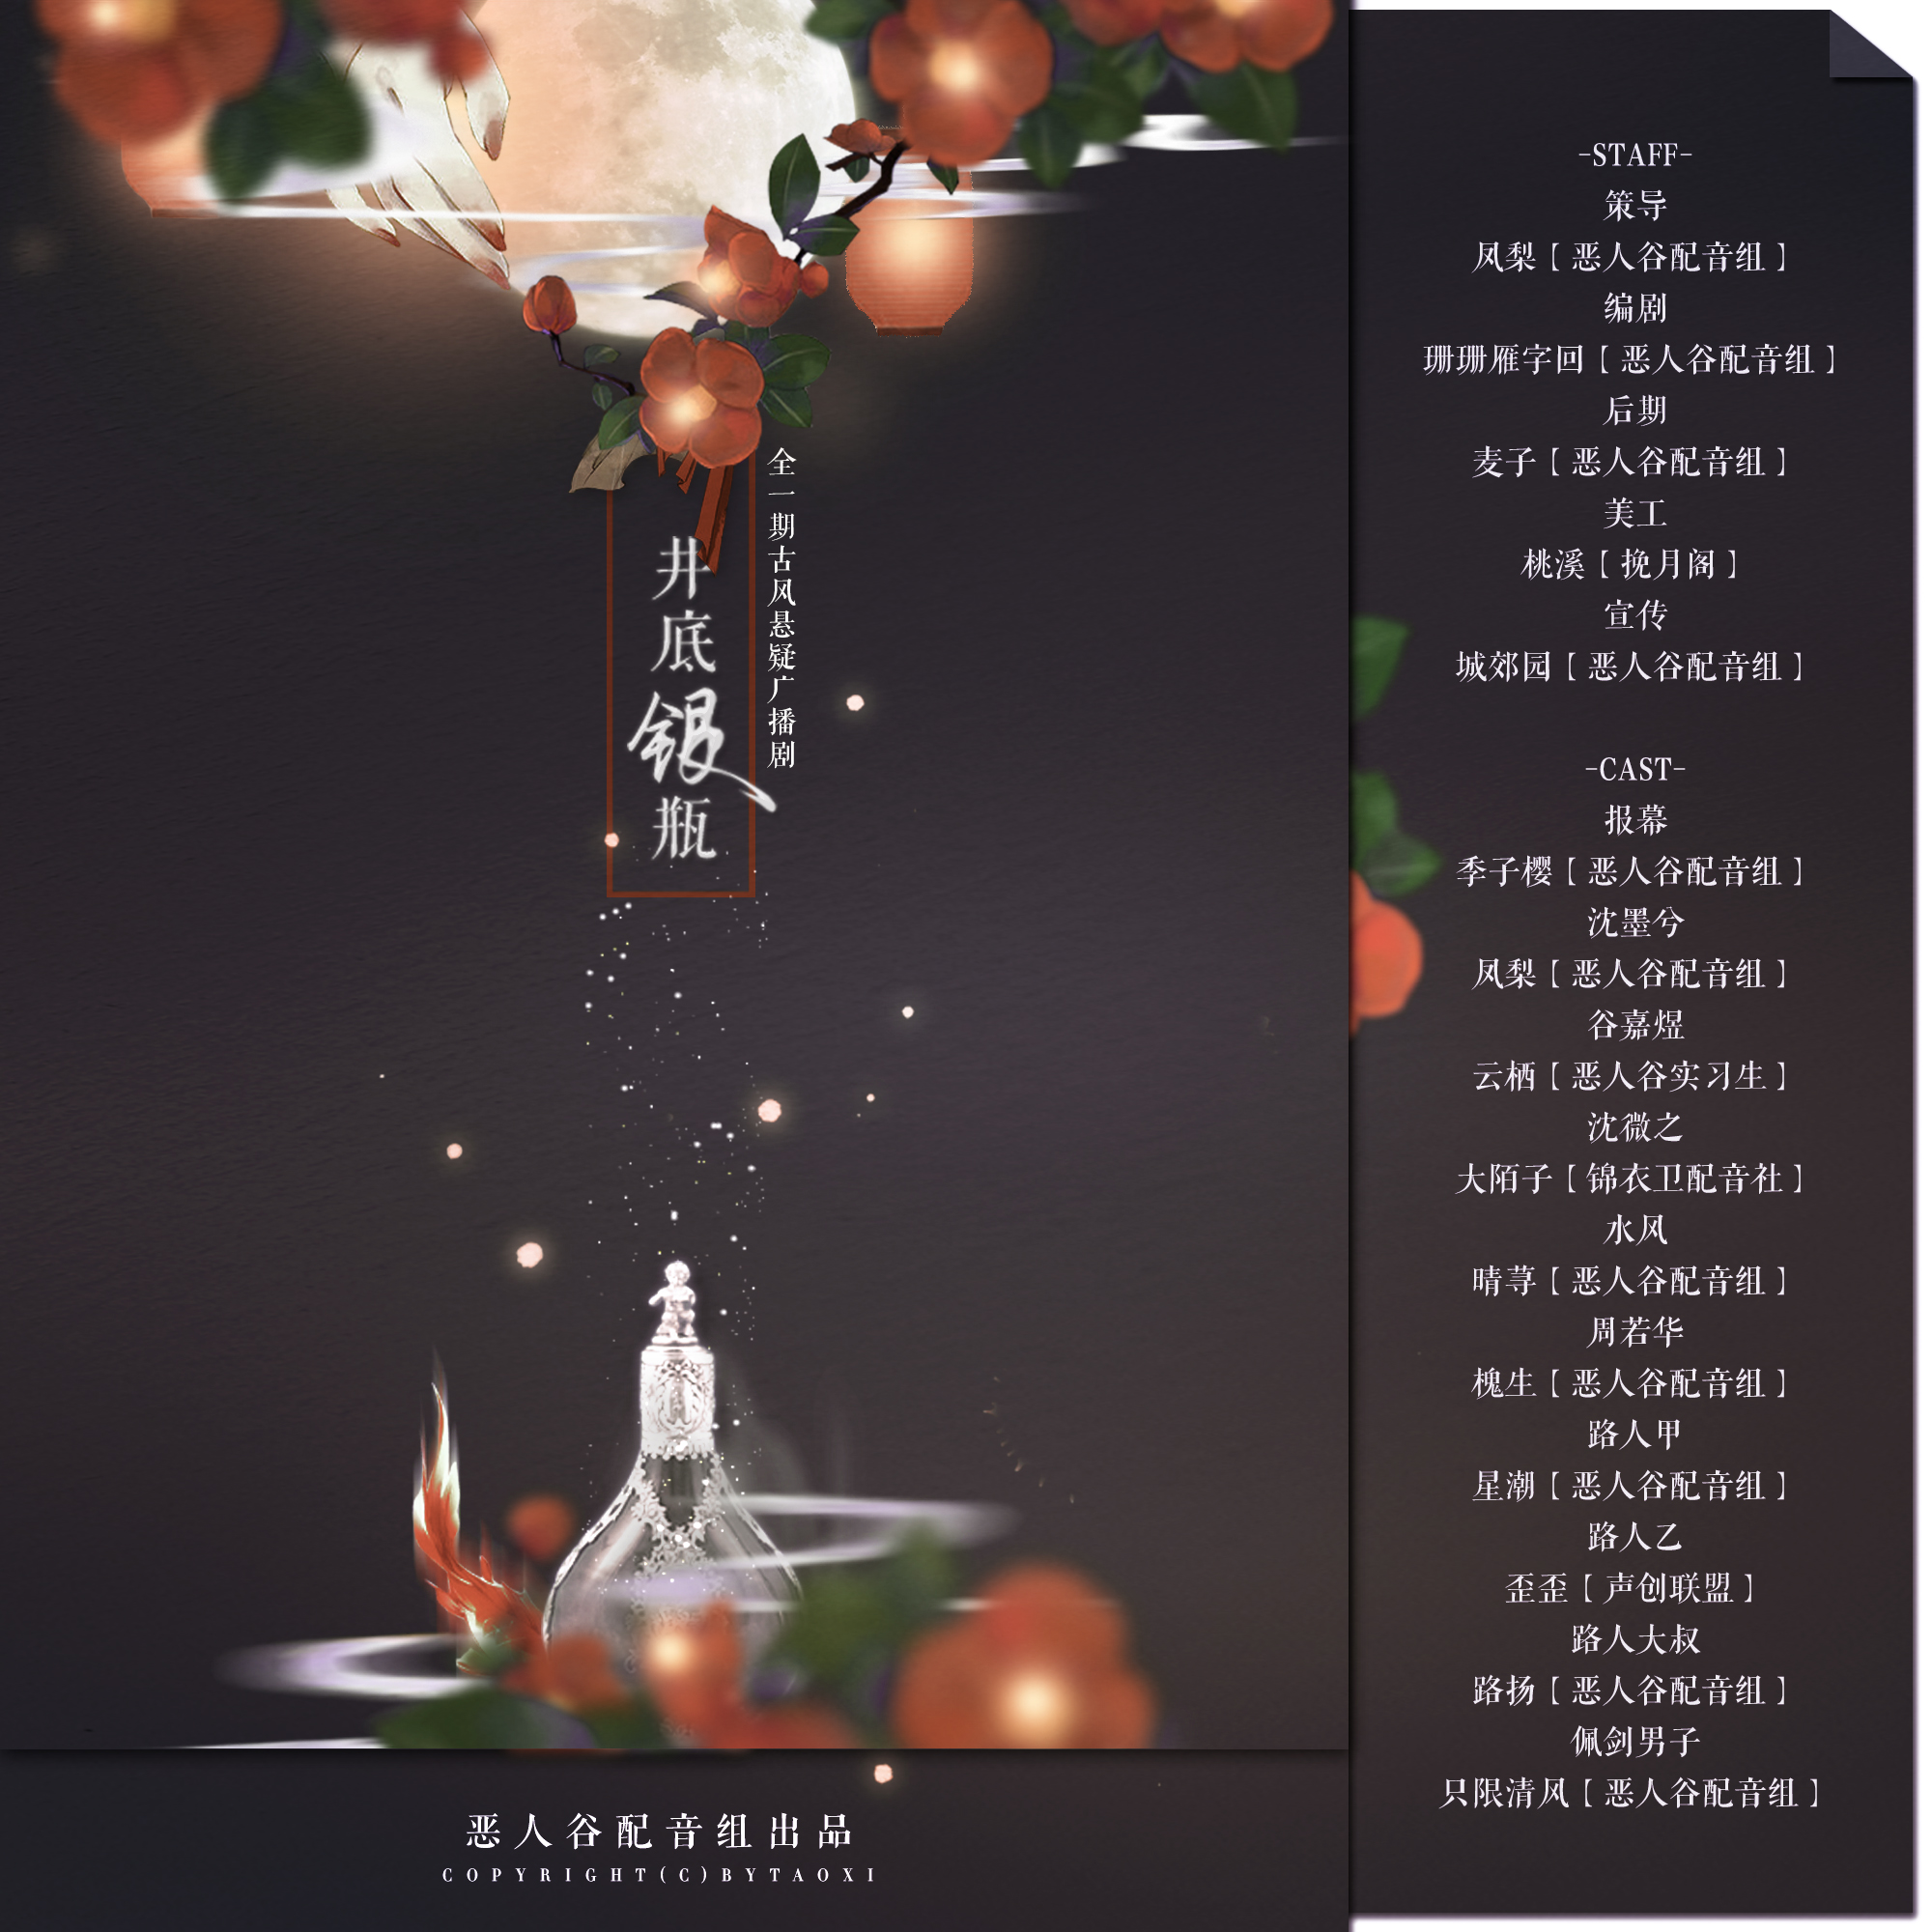 全一期古风悬疑广播剧
井底银瓶
恶人谷配音组出品
COPYRIGHT(C)BYTAOXI
-STAFF-
策导
凤梨【恶人谷配音组】
编剧
珊珊雁字回【恶人谷配音组】
后期
麦子【恶人谷配音组】
美工
桃溪【挽月阁】
宣传
城郊园【恶人谷配音组】
-CAST-
报幕
季子樱【恶人谷配音组】
沈墨兮
凤梨【恶人谷配音组】
谷嘉煜
云栖【恶人谷实习生】
沈微之
大陌子【锦衣卫配音社】
水风
晴荨【恶人谷配音组】
周若华
槐生【恶人谷配音组】
路人甲
星潮【恶人谷配音组】
路人乙
歪歪【声创联盟】
路人大叔
路扬【恶人谷配音组】
佩剑男子
只限清风【恶人谷配音组】